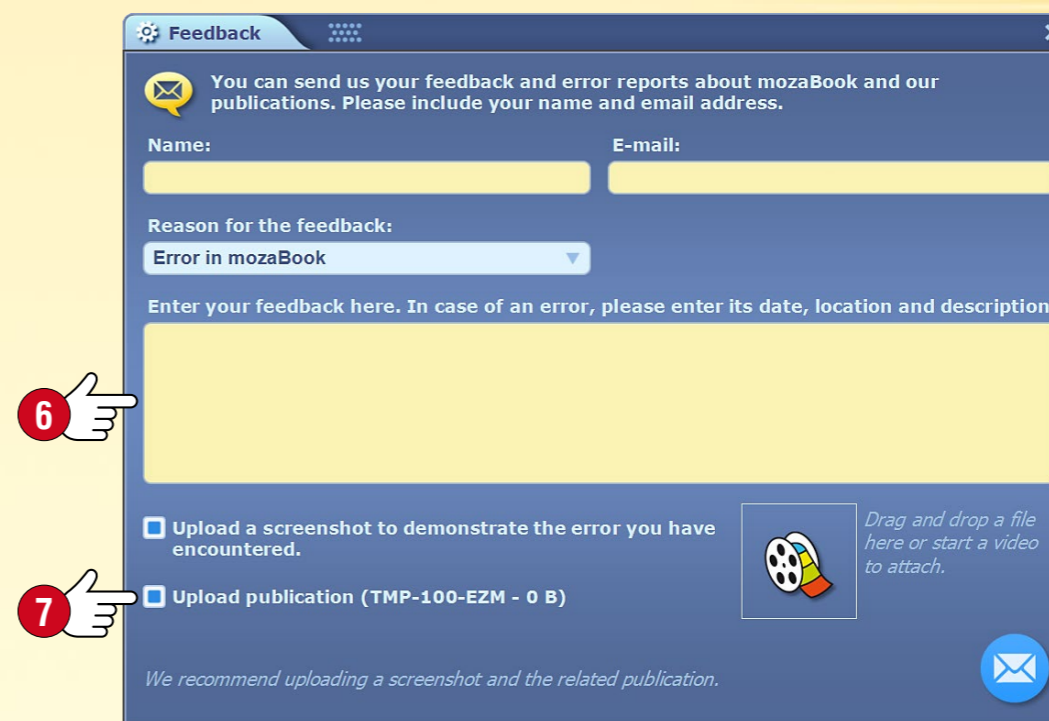 Feedback
You can send us your feedback and error reports about mozaBook and our
publications. Please include your name and email address.
Name:
E-mail:
Reason for the feedback:
Error in mozaBook
Enter your feedback here. In case of an error, please enter its date, location and description
6
Upload a screenshot to demonstrate the error you have
encountered.
Drag and drop a file
here or start a video
to attach.
7
Upload publication (TMP-100-EZM - 0 B)
We recommend uploading a screenshot and the related publication.